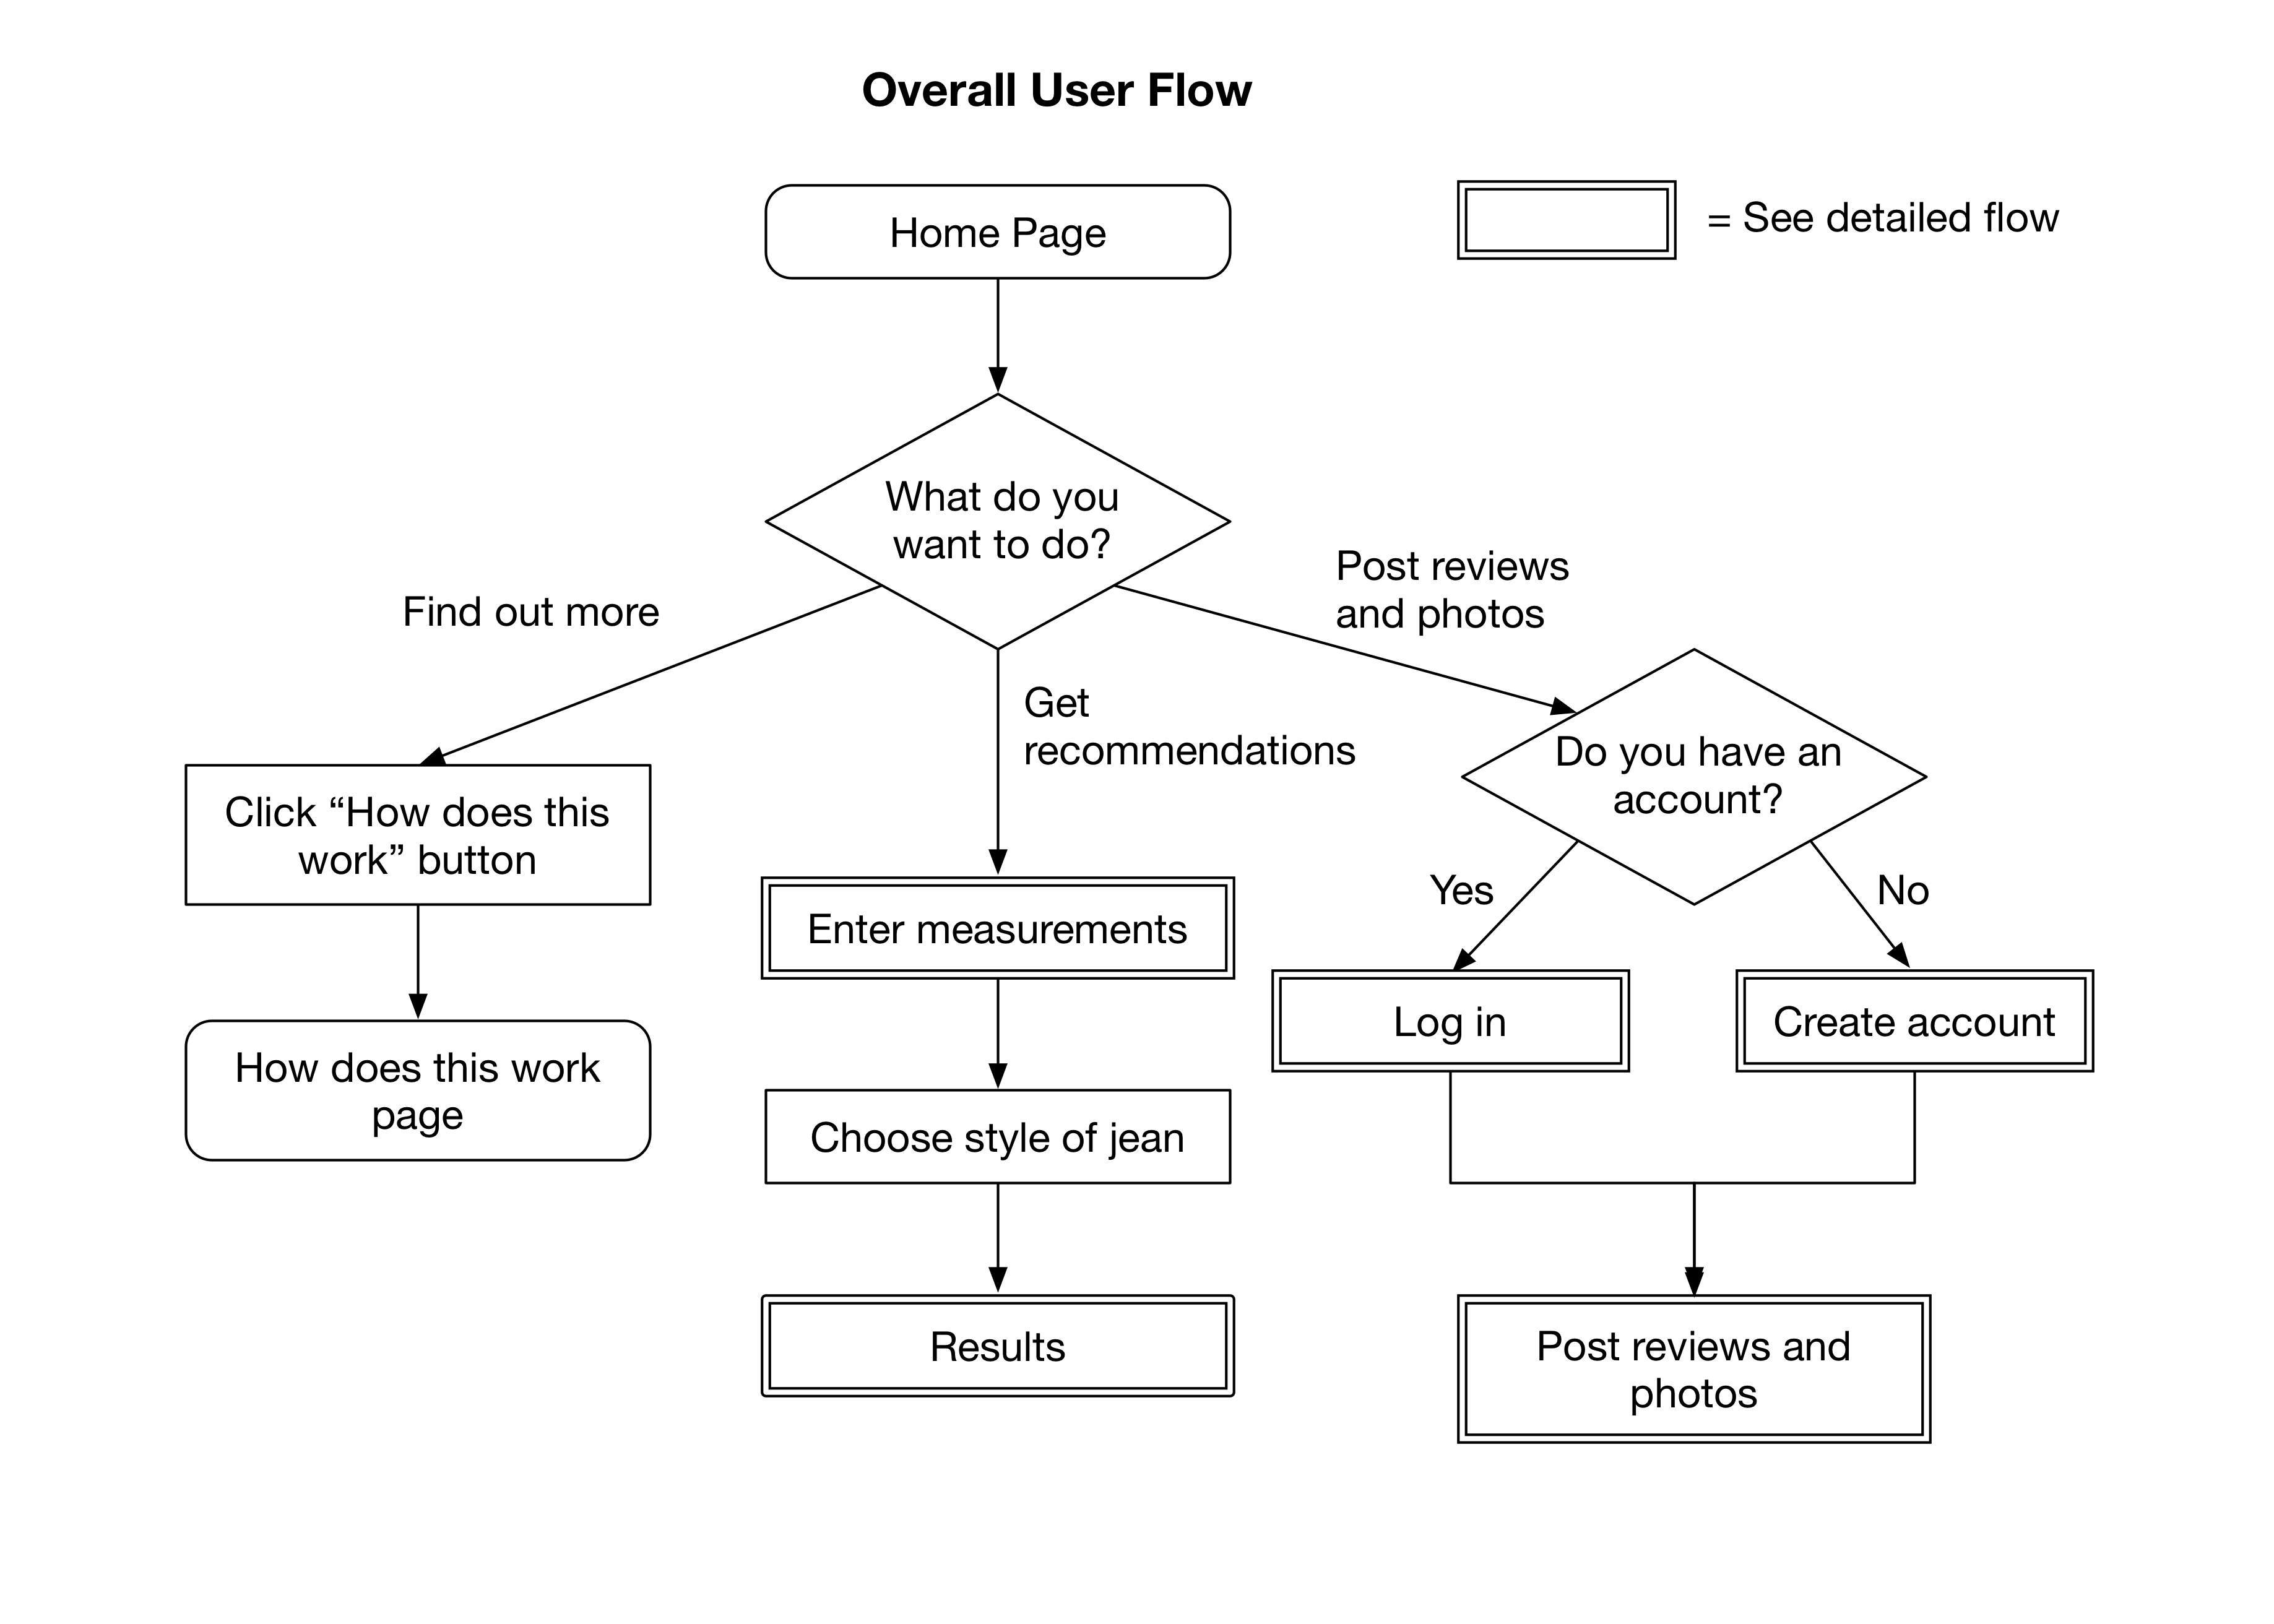 Overall User Flow
Home Page
= See detailed flow
What do you
want to do?
Find out more
Post reviews
and photos
Get
recommendations
Do you have an
account?
Click “How does this
work” button
Yes
No
Enter measurements
Log in
Create account
How does this work
page
Choose style of jean
Results
Post reviews and
photos